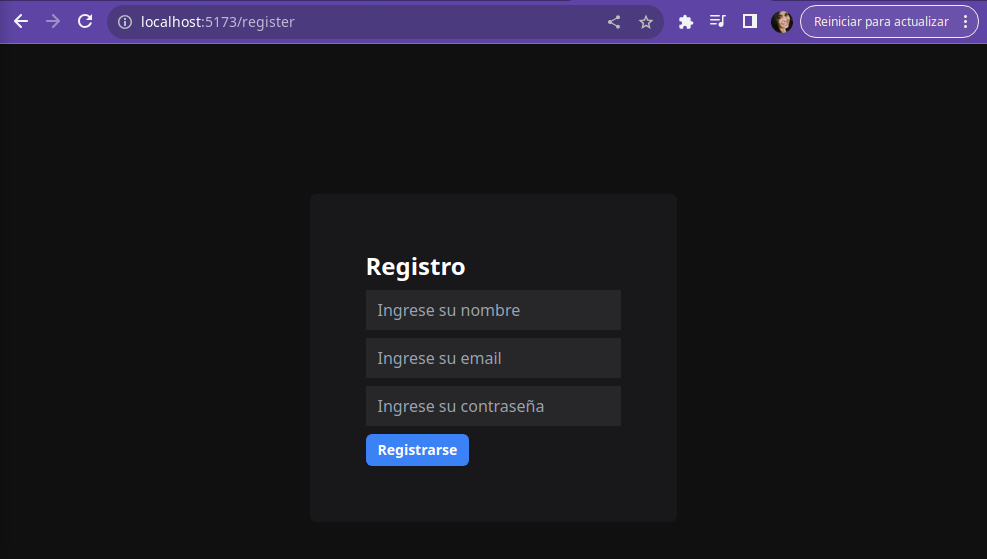 localhost:5173/register
Reiniciar para actualizar
Registro
Ingrese su nombre
Ingrese su email
Ingrese su contraseña
Registrarse